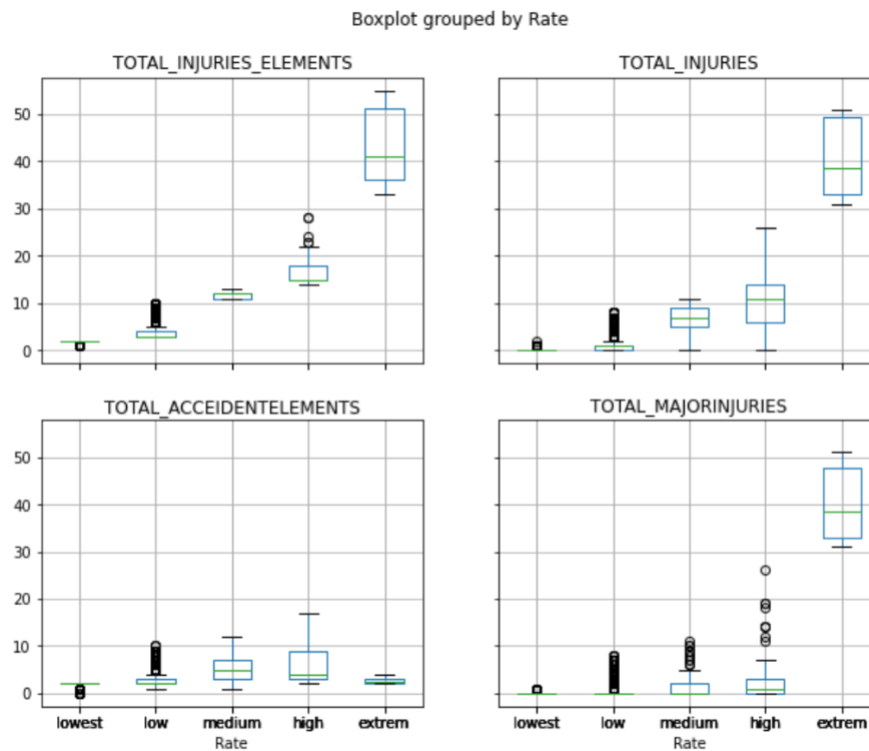 Boxplot grouped by Rate
TOTAL_INJURIES_ELEMENTS
TOTAL_INJURIES
50
40
30
20
10
0
TOTAL_ACCEIDENTELEMENTS
TOTAL_MAJORINJURIES
50
40
30
20
10
0
lowest low medium high extrem
lowest low medium high extrem
Rate
Rate